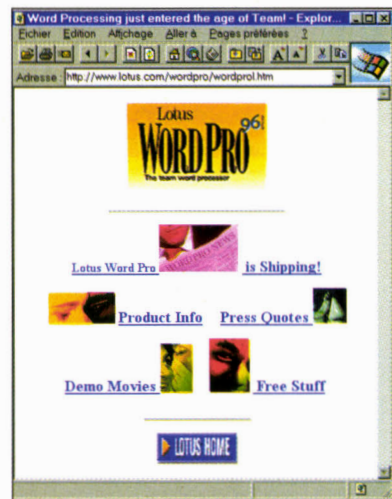 Word Processing just entered the age of Team! - Explor...
Fichier Edition Affichage Aller à Pages préférées ?
Adresse : http://www.lotus.com/wordpro/wordprol.htm
Lotus
WORD PRO 96
The team word processor
Lotus Word Pro WORDPRO NEWS is Shipping!
Product Info Press Quotes
Demo Movies Free Stuff
LOTUS HOME